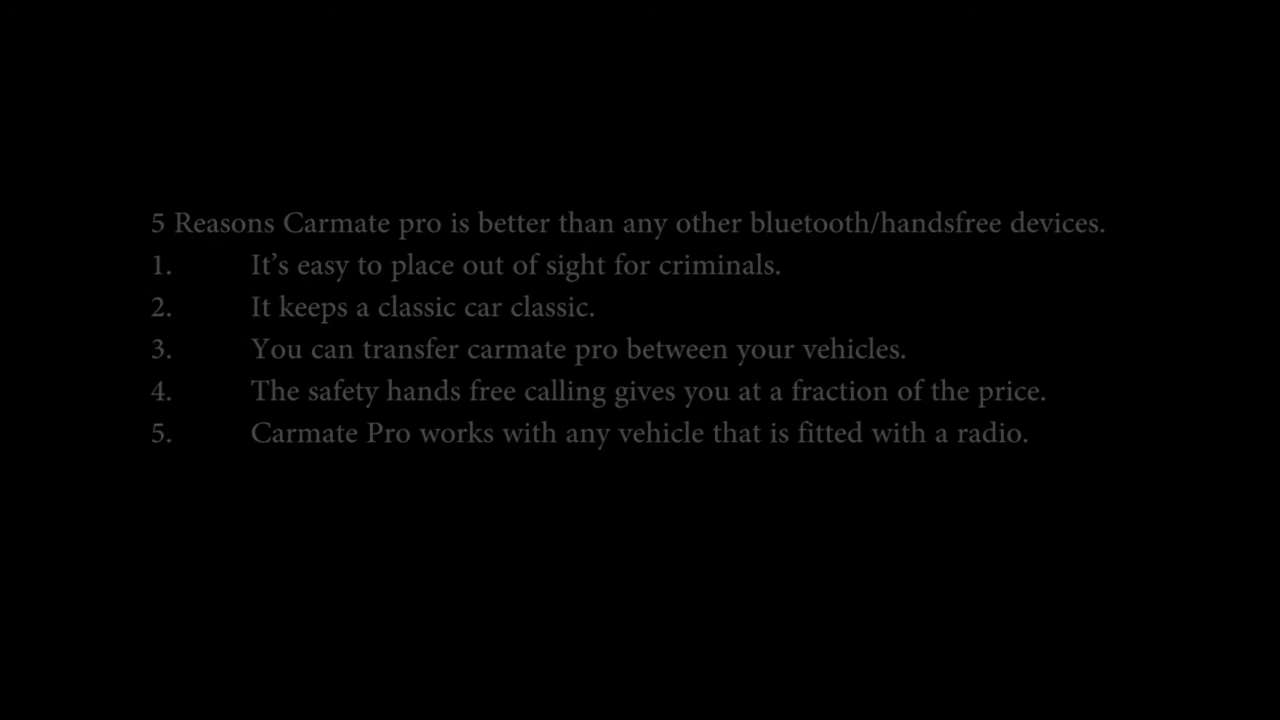 5 Reasons Carmate pro is better than any other bluetooth/handsfree devices.
1. It’s easy to place out of sight for criminals.
2. It keeps a classic car classic.
3. You can transfer carmate pro between your vehicles.
4. The safety hands free calling gives you at a fraction of the price.
5. Carmate Pro works with any vehicle that is fitted with a radio.